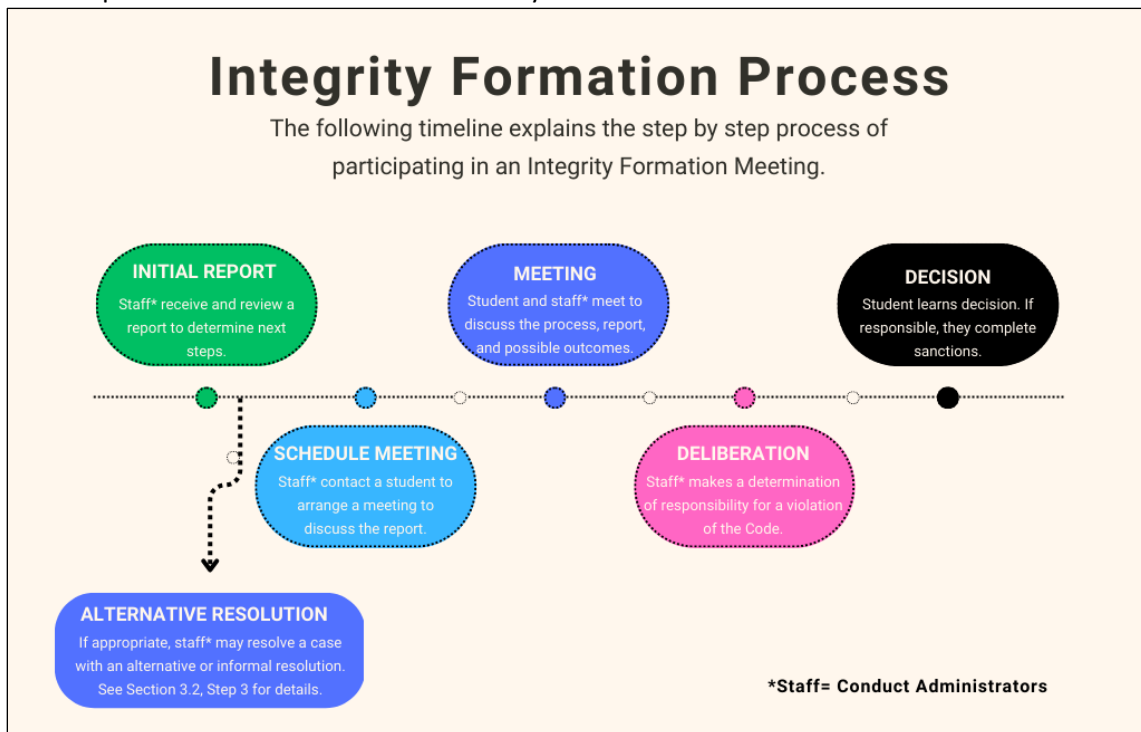 Integrity Formation Process
The following timeline explains the step by step process of
participating in an Integrity Formation Meeting.
INITIAL REPORT
Staff* receive and review a
report to determine next
steps.
MEETING
Student and staff* meet to
discuss the process, report,
and possible outcomes.
DECISION
Student learns decision. If
responsible, they complete
sanctions.
SCHEDULE MEETING
Staff* contact a student to
arrange a meeting to
discuss the report.
DELIBERATION
Staff* makes a determination
of responsibility for a violation
of the Code.
ALTERNATIVE RESOLUTION
If appropriate, staff* may resolve a case
with an alternative or informal resolution.
See Section 3.2, Step 3 for details.
*Staff= Conduct Administrators